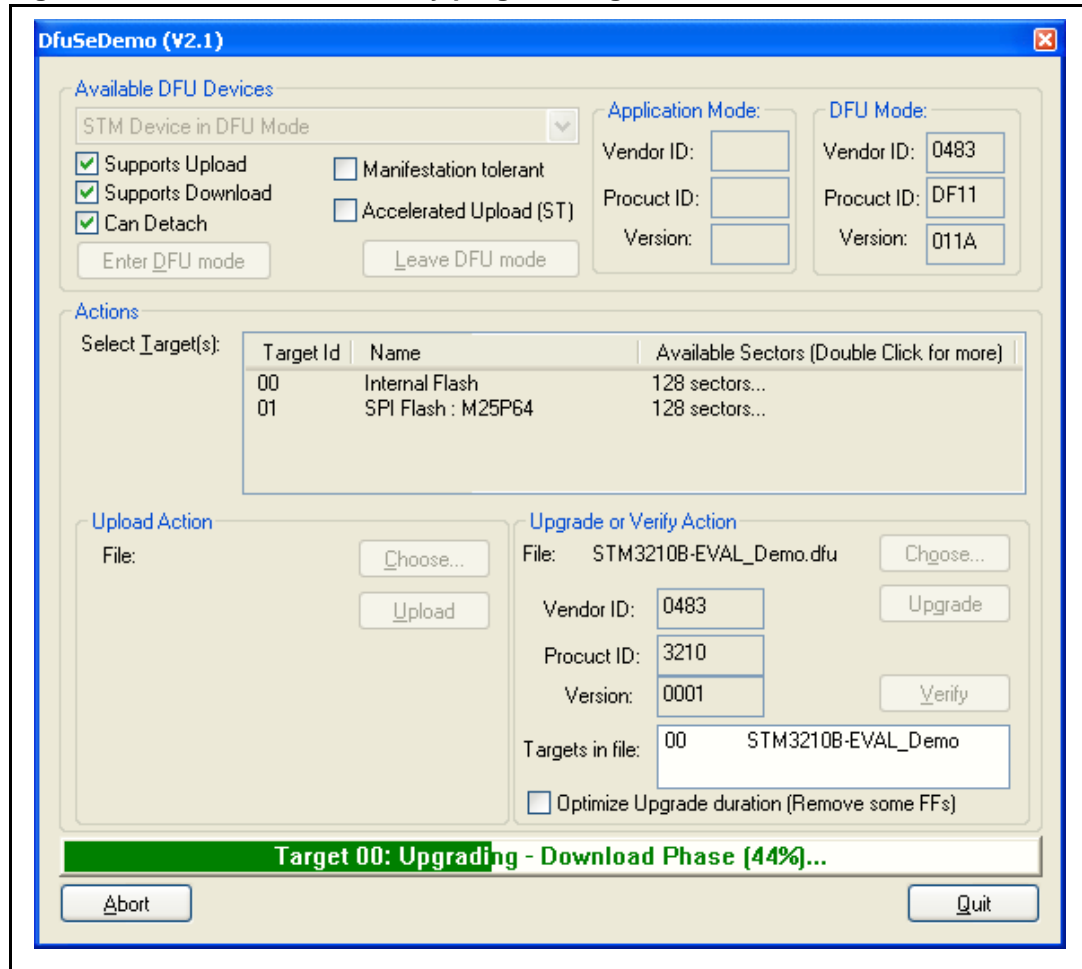 DfuSeDemo (V2.1)
Available DFU Devices
STM Device in DFU Mode
Supports Upload
Supports Download
Can Detach
Manifestation tolerant
Accelerated Upload (ST)
Enter DFU mode
Leave DFU mode
Application Mode:
Vendor ID:
Procuct ID:
Version:
DFU Mode:
Vendor ID: 0483
Procuct ID: DF11
Version: 011A
Actions
Select Target(s):
Target Id Name Available Sectors (Double Click for more)
00 Internal Flash 128 sectors...
01 SPI Flash : M25P64 128 sectors...
Upload Action
File:
Choose...
Upload
Upgrade or Verify Action
File: STM3210B-EVAL_Demo.dfu
Choose...
Vendor ID: 0483
Upgrade
Procuct ID: 3210
Version: 0001
Verify
Targets in file: 00 STM3210B-EVAL_Demo
Optimize Upgrade duration (Remove some FFs)
Target 00: Upgrading - Download Phase (44%)...
Abort
Quit